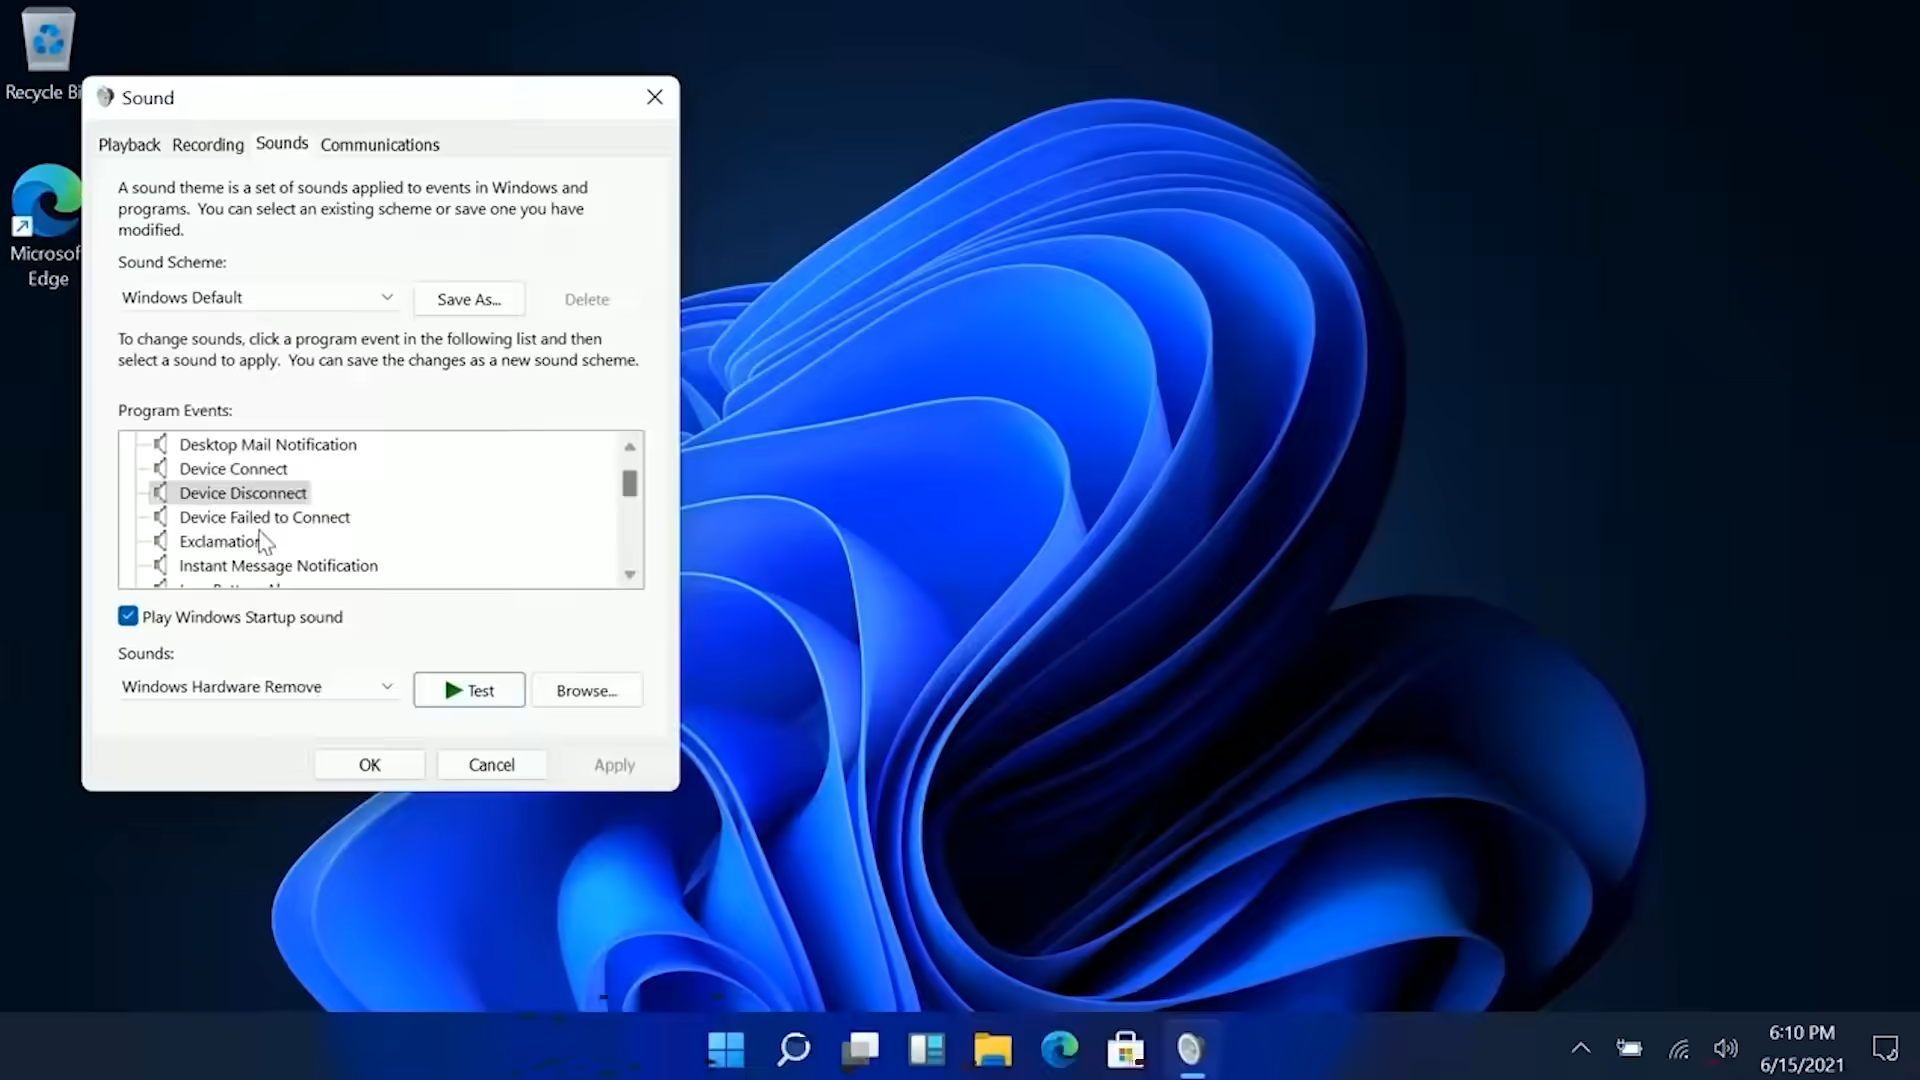 Recycle Bi
Microsof
Edge
Sound
Playback Recording Sounds Communications
A sound theme is a set of sounds applied to events in Windows and
programs. You can select an existing scheme or save one you have
modified.
Sound Scheme:
Windows Default
Save As...
Delete
To change sounds, click a program event in the following list and then
select a sound to apply. You can save the changes as a new sound scheme.
Program Events:
Desktop Mail Notification
Device Connect
Device Disconnect
Device Failed to Connect
Exclamation
Instant Message Notification
Play Windows Startup sound
Sounds:
Windows Hardware Remove
Test
Browse...
OK
Cancel
Apply
6:10 PM
6/15/2021